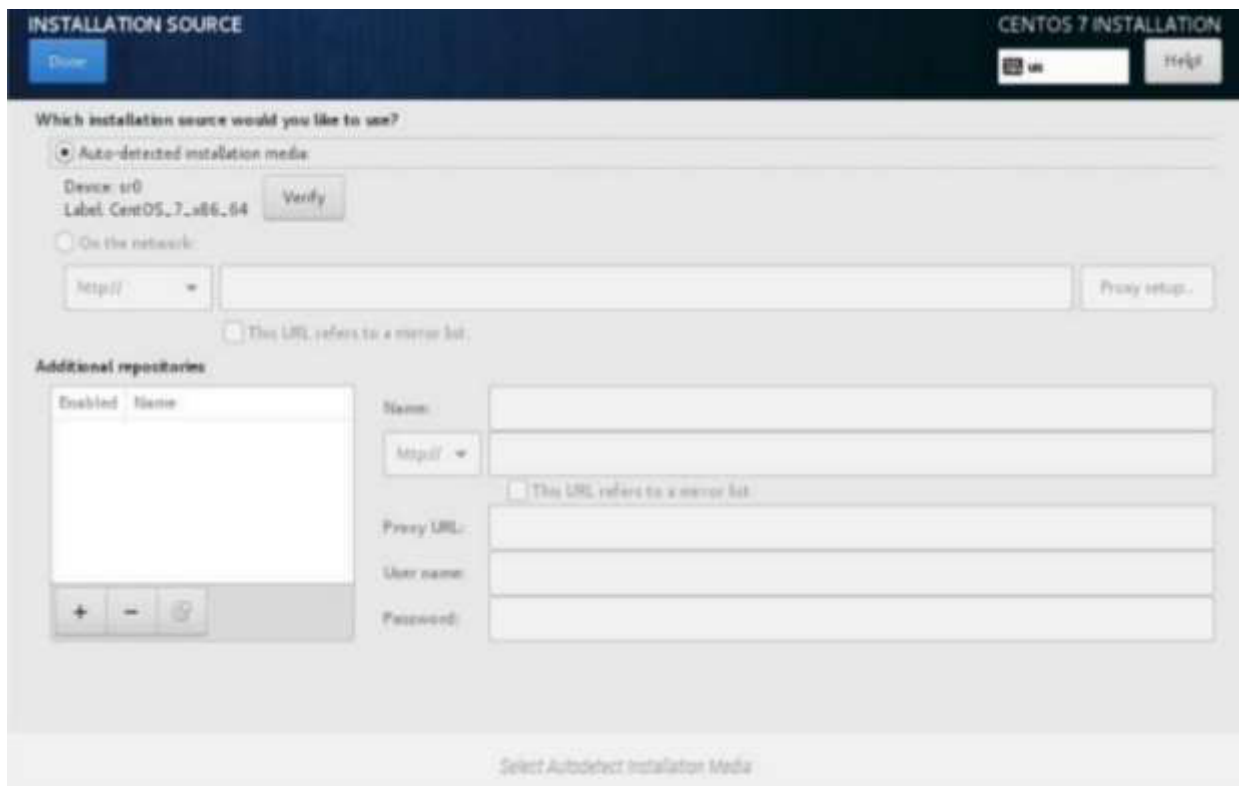 INSTALLATION SOURCE
CENTOS 7 INSTALLATION
Done
us
Help!
Which installation source would you like to use?
Auto-detected installation media
Device: sr0
Label: CentOS_7_x86_64
Verify
On the network:
http://
Proxy setup...
This URL refers to a mirror list.
Additional repositories
Enabled Name
Name:
http://
This URL refers to a mirror list.
Proxy URL:
User name:
Password:
Select Autodetect Installation Media